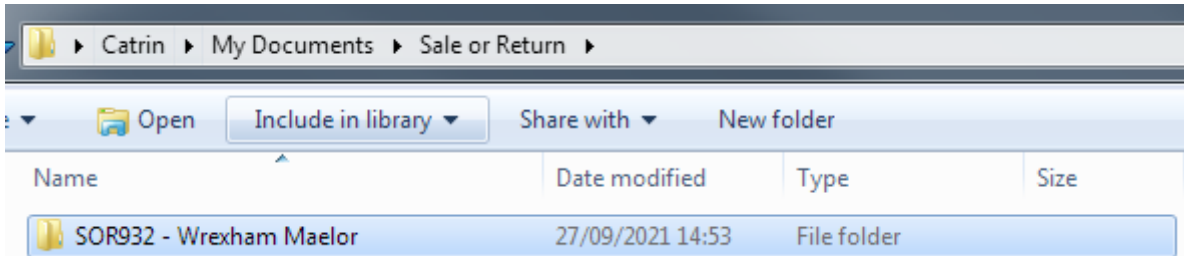 Catrin My Documents Sale or Return
Open Include in library Share with New folder
Name Date modified Type Size
SOR932 - Wrexham Maelor 27/09/2021 14:53 File folder